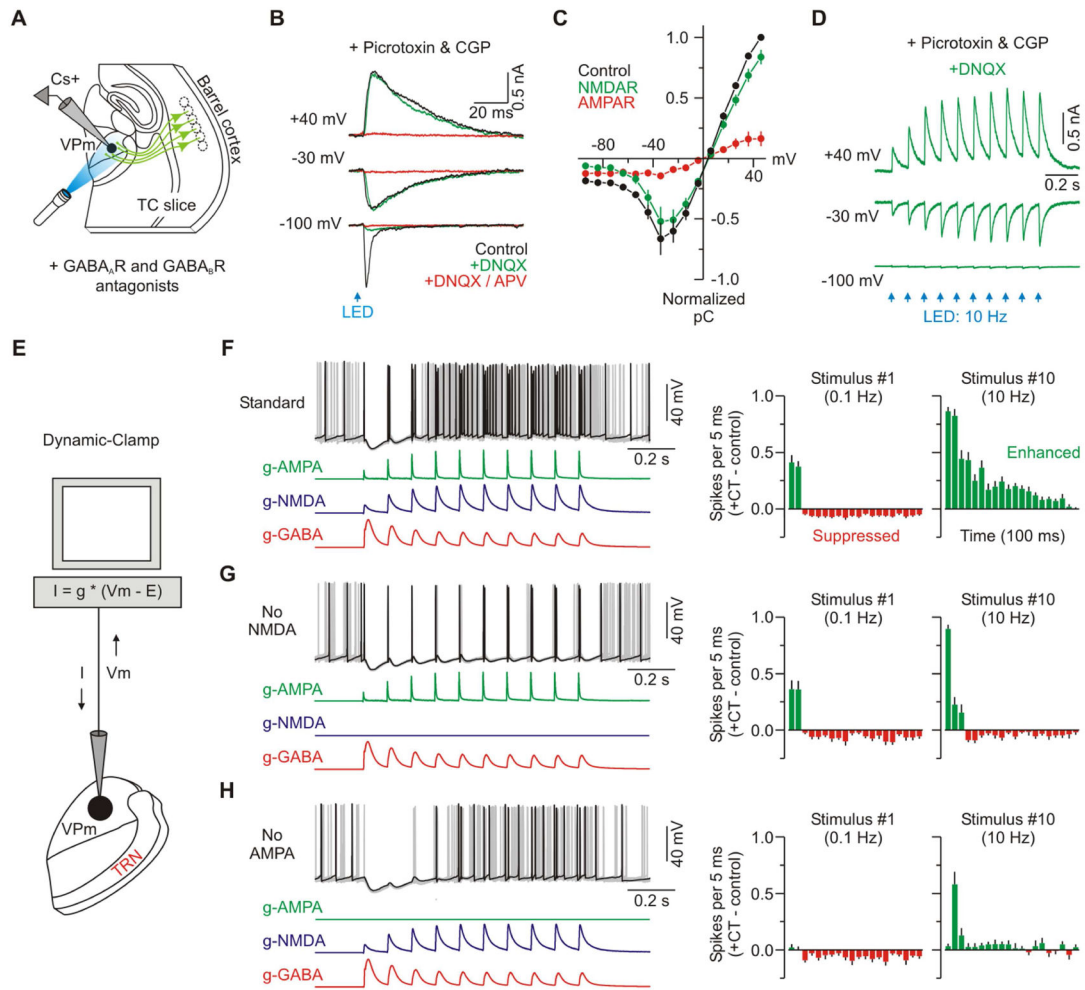 A
Cs+
VPm
Barrel cortex
TC slice
+ GABA_AR and GABA_BR
antagonists
B
+ Picrotoxin & CGP
0.5 nA
20 ms
+40 mV
-30 mV
-100 mV
Control
+DNQX
+DNQX / APV
LED
C
Control
NMDAR
AMPAR
1.0
0.5
-80
-40
mV
40
-0.5
-1.0
Normalized
pC
D
+ Picrotoxin & CGP
+DNQX
0.5 nA
+40 mV
0.2 s
-30 mV
-100 mV
LED: 10 Hz
E
Dynamic-Clamp
I = g * (Vm - E)
I
Vm
VPm
TRN
F
Standard
40 mV
0.2 s
g-AMPA
g-NMDA
g-GABA
Spikes per 5 ms
(+CT - control)
Stimulus #1
(0.1 Hz)
1.0
0.5
0.0
Suppressed
Stimulus #10
(10 Hz)
Enhanced
Time (100 ms)
G
No
NMDA
40 mV
0.2 s
g-AMPA
g-NMDA
g-GABA
Spikes per 5 ms
(+CT - control)
Stimulus #1
(0.1 Hz)
1.0
0.5
0.0
Stimulus #10
(10 Hz)
H
No
AMPA
40 mV
0.2 s
g-AMPA
g-NMDA
g-GABA
Spikes per 5 ms
(+CT - control)
Stimulus #1
(0.1 Hz)
1.0
0.5
0.0
Stimulus #10
(10 Hz)